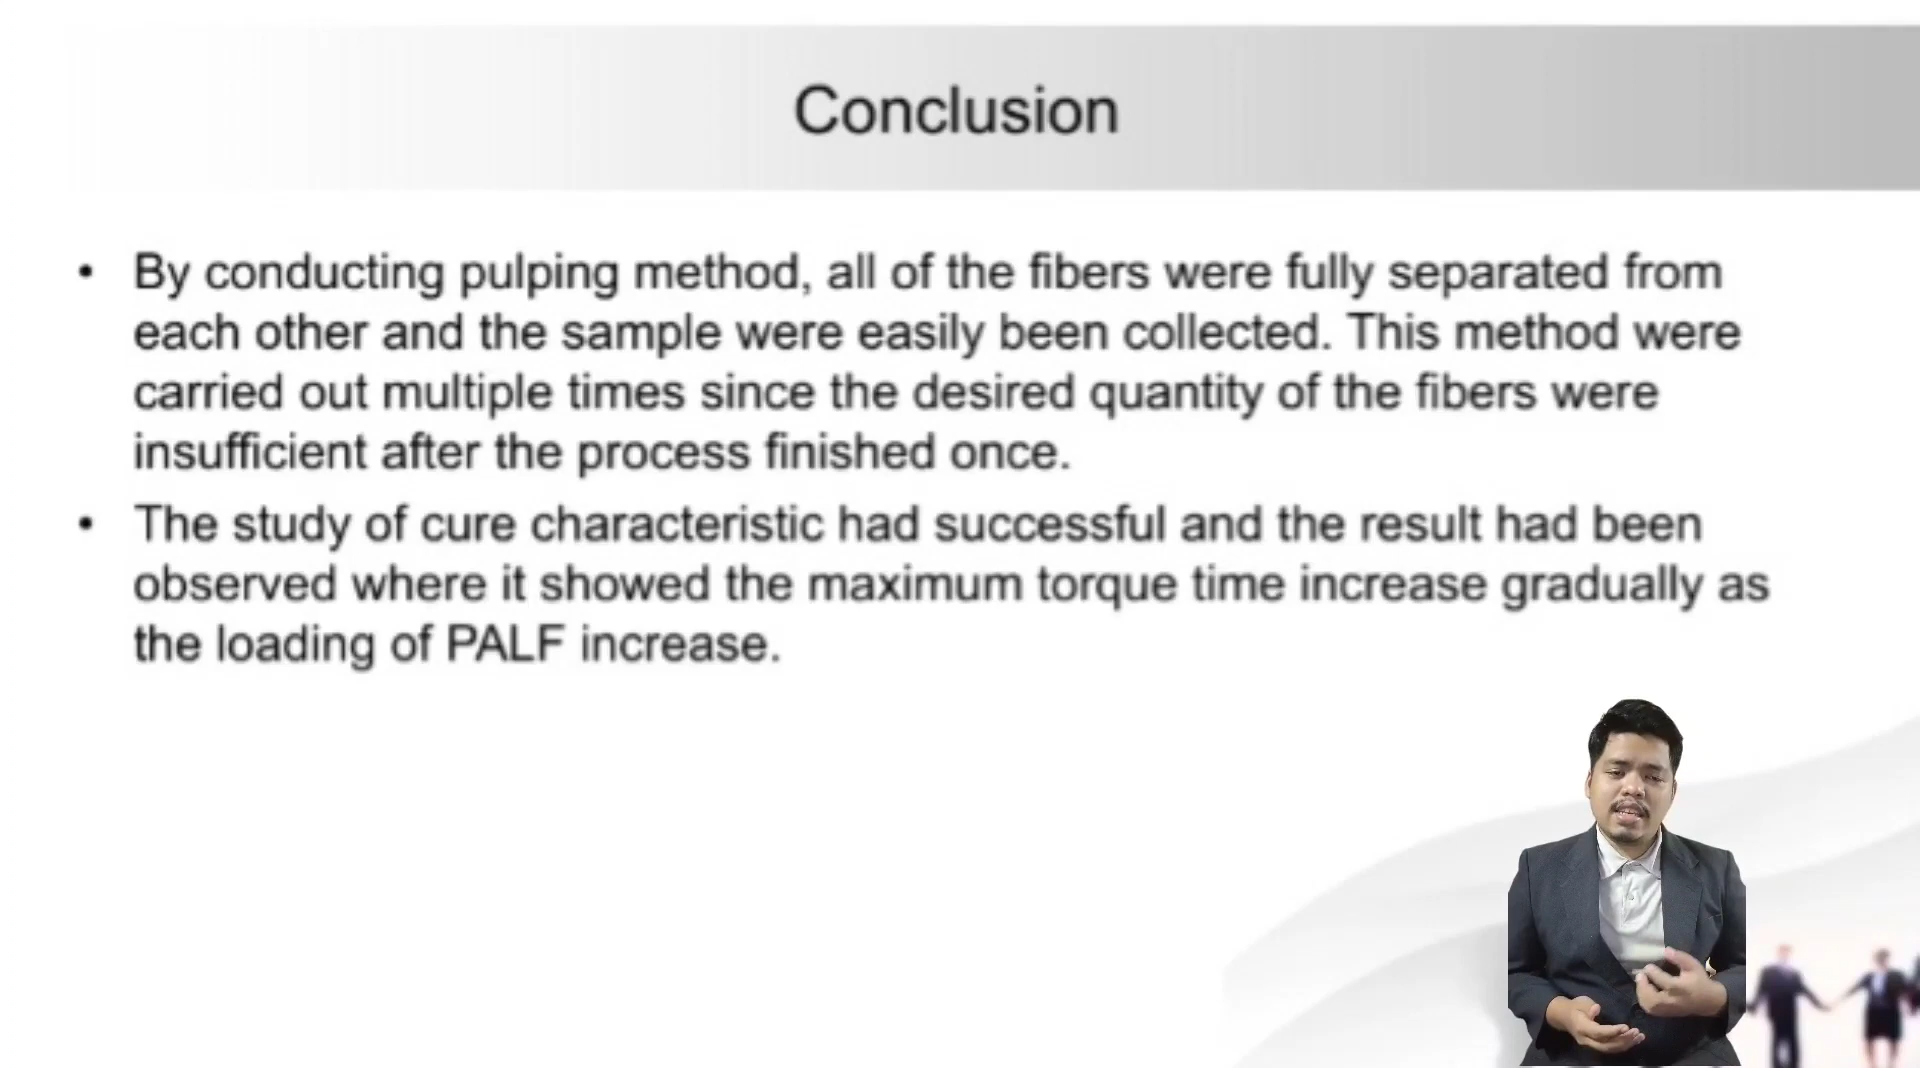 Conclusion
• By conducting pulping method, all of the fibers were fully separated from
each other and the sample were easily been collected. This method were
carried out multiple times since the desired quantity of the fibers were
insufficient after the process finished once.
• The study of cure characteristic had successful and the result had been
observed where it showed the maximum torque time increase gradually as
the loading of PALF increase.